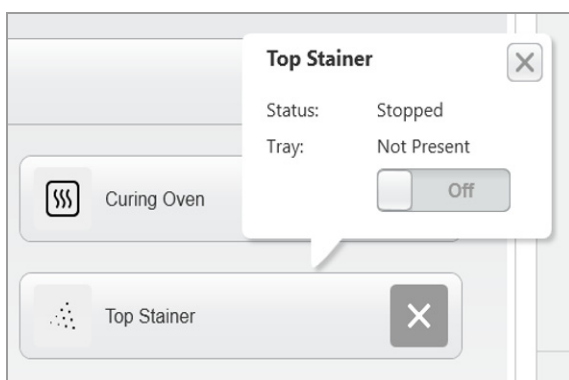 Top Stainer
Status: Stopped
Tray: Not Present
Off
Curing Oven
Top Stainer